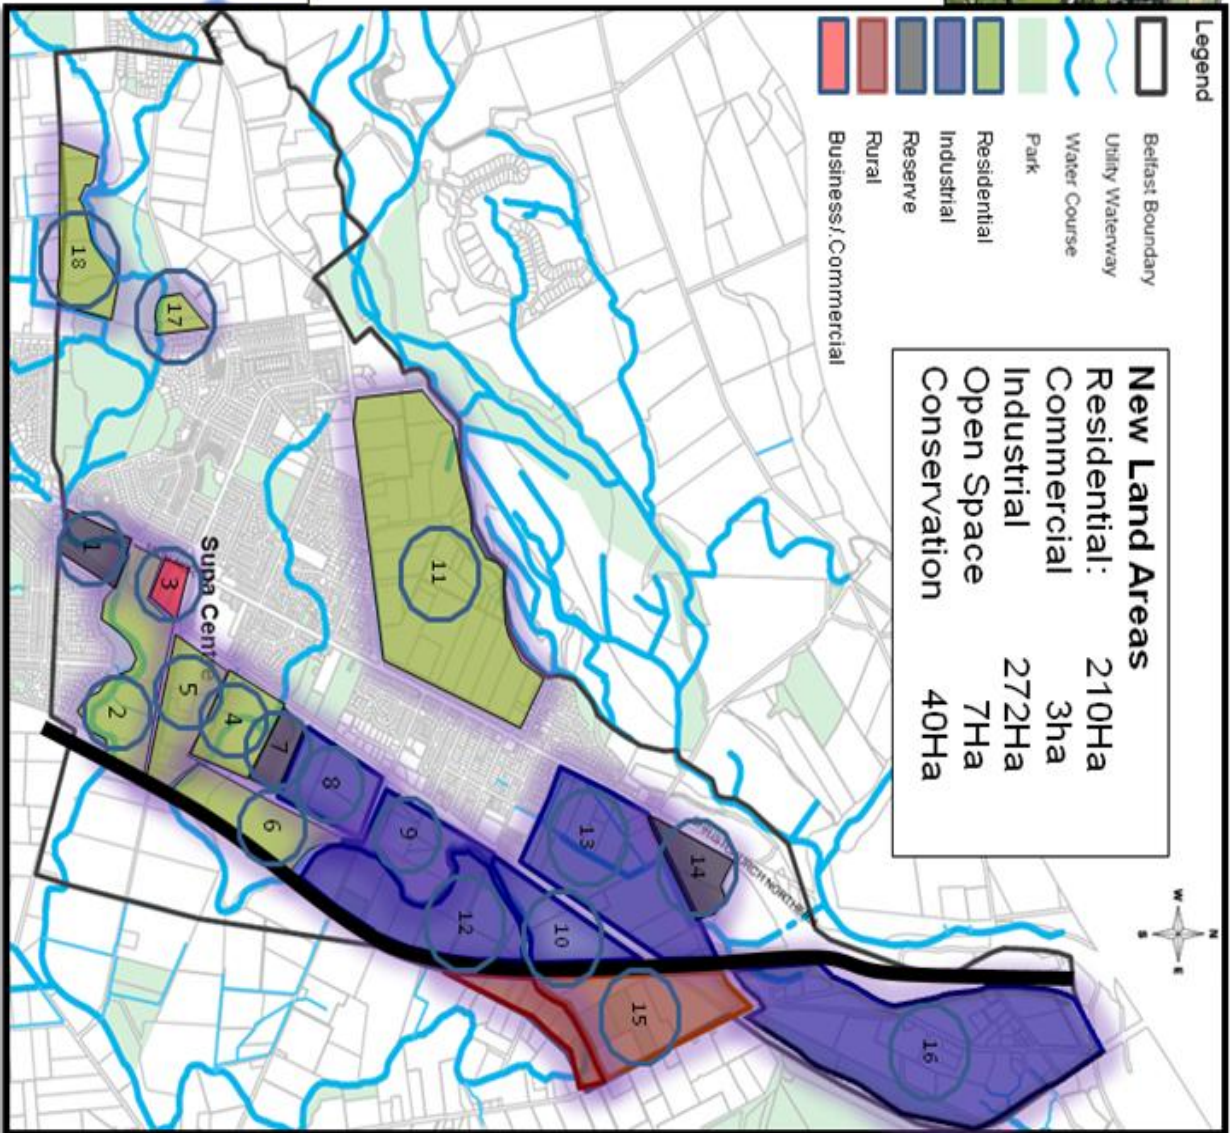 Legend
Belfast Boundary
Utility Waterway
Water Course
Park
Residential
Industrial
Reserve
Rural
Business/.Commercial
New Land Areas
Residential: 210Ha
Commercial 3ha
Industrial 272Ha
Open Space 7Ha
Conservation 40Ha
N
W
E
S
Supa Centre
1
2
3
4
5
6
7
8
9
10
11
12
13
14
15
16
17
18